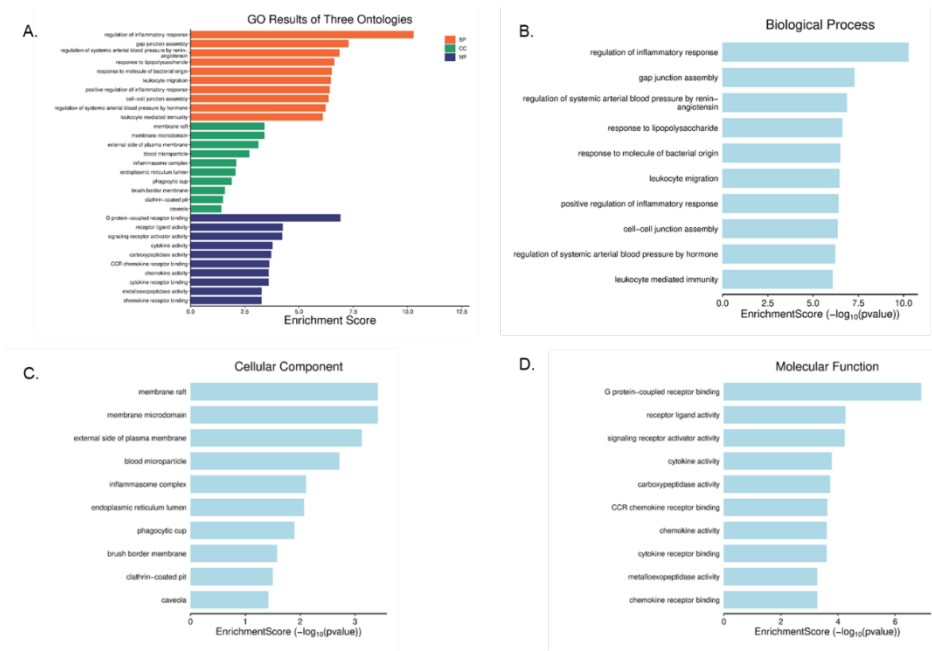 A.
GO Results of Three Ontologies
regulation of inflammatory response
gap junction assembly
regulation of systemic arterial blood pressure by renin−
angiotensin
response to lipopolysaccharide
response to molecule of bacterial origin
leukocyte migration
positive regulation of inflammatory response
cell−cell junction assembly
regulation of systemic arterial blood pressure by hormone
leukocyte mediated immunity
membrane raft
membrane microdomain
external side of plasma membrane
blood microparticle
inflammasome complex
endoplasmic reticulum lumen
phagocytic cup
brush border membrane
clathrin−coated pit
caveola
G protein−coupled receptor binding
receptor ligand activity
signaling receptor activator activity
cytokine activity
carboxypeptidase activity
CCR chemokine receptor binding
chemokine activity
cytokine receptor binding
metalloexopeptidase activity
chemokine receptor binding
BP
CC
MF
0.0 2.5 5.0 7.5 10.0 12.5
Enrichment Score
B.
Biological Process
regulation of inflammatory response
gap junction assembly
regulation of systemic arterial blood pressure by renin−
angiotensin
response to lipopolysaccharide
response to molecule of bacterial origin
leukocyte migration
positive regulation of inflammatory response
cell−cell junction assembly
regulation of systemic arterial blood pressure by hormone
leukocyte mediated immunity
0.0 2.5 5.0 7.5 10.0
EnrichmentScore (−log10(pvalue))
C.
Cellular Component
membrane raft
membrane microdomain
external side of plasma membrane
blood microparticle
inflammasome complex
endoplasmic reticulum lumen
phagocytic cup
brush border membrane
clathrin−coated pit
caveola
0 1 2 3
EnrichmentScore (−log10(pvalue))
D.
Molecular Function
G protein−coupled receptor binding
receptor ligand activity
signaling receptor activator activity
cytokine activity
carboxypeptidase activity
CCR chemokine receptor binding
chemokine activity
cytokine receptor binding
metalloexopeptidase activity
chemokine receptor binding
0 2 4 6
EnrichmentScore (−log10(pvalue))